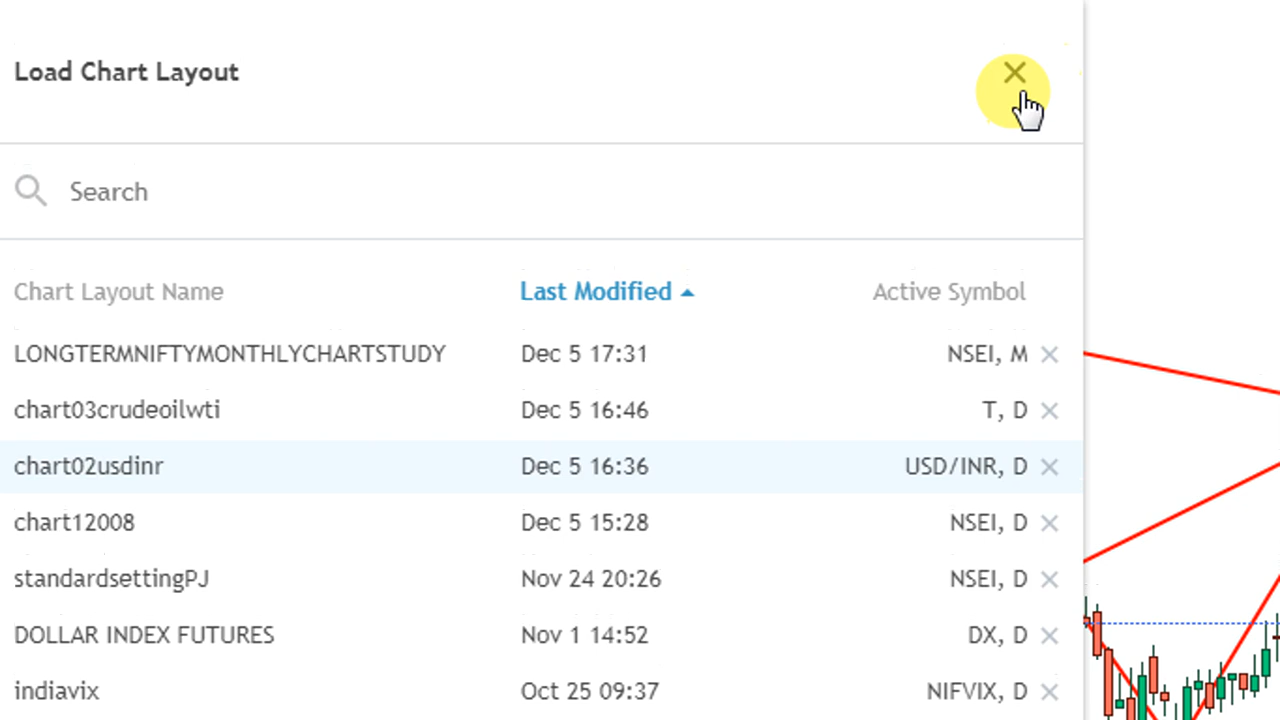 Load Chart Layout
Search
Chart Layout Name Last Modified Active Symbol
LONGTERMNIFTYMONTHLYCHARTSTUDY Dec 5 17:31 NSEI, M
chart03crudeoilwti Dec 5 16:46 T, D
chart02usdinr Dec 5 16:36 USD/INR, D
chart12008 Dec 5 15:28 NSEI, D
standardsettingPJ Nov 24 20:26 NSEI, D
DOLLAR INDEX FUTURES Nov 1 14:52 DX, D
indiavix Oct 25 09:37 NIFVIX, D